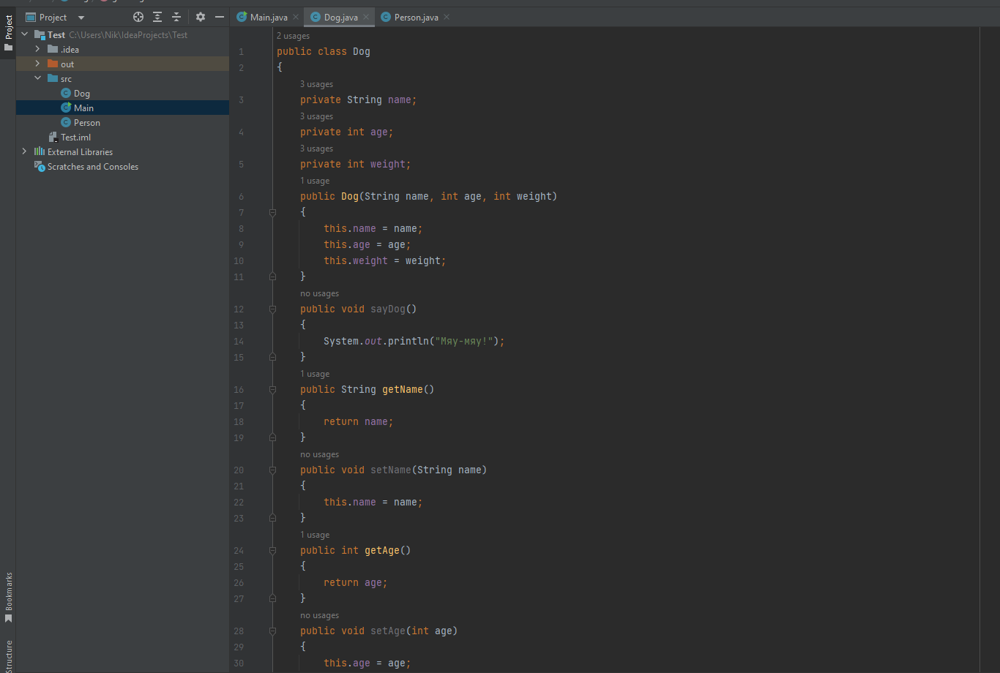 Project
Main.java
Dog.java
Person.java
Project
Test C:\Users\Nik\IdeaProjects\Test
.idea
out
src
Dog
Main
Person
Test.iml
External Libraries
Scratches and Consoles
Bookmarks
Structure
2 usages
1 public class Dog
2 {
3 usages
3 private String name;
3 usages
4 private int age;
3 usages
5 private int weight;
1 usage
6 public Dog(String name, int age, int weight)
7 {
8 this.name = name;
9 this.age = age;
10 this.weight = weight;
11 }
no usages
12 public void sayDog()
13 {
14 System.out.println("Мяу-мяу!");
15 }
1 usage
16 public String getName()
17 {
18 return name;
19 }
no usages
20 public void setName(String name)
21 {
22 this.name = name;
23 }
1 usage
24 public int getAge()
25 {
26 return age;
27 }
no usages
28 public void setAge(int age)
29 {
30 this.age = age;